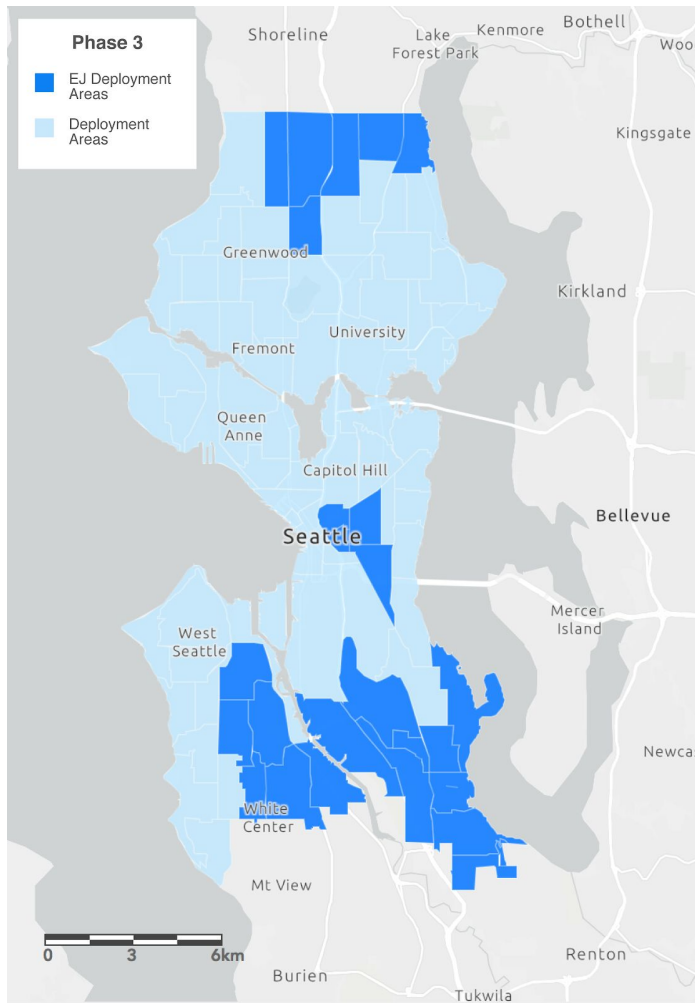 Phase 3
EJ Deployment
Areas
Deployment
Areas
Shoreline
Lake
Forest Park
Kenmore
Bothell
Woo
Kingsgate
Greenwood
Kirkland
University
Fremont
Queen
Anne
Capitol Hill
Seattle
Bellevue
Mercer
Island
West
Seattle
Newca
White
Center
Mt View
0 3 6km
Renton
Burien
Tukwila